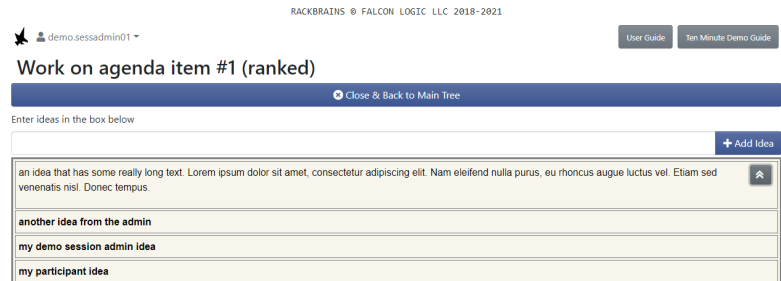 RACKBRAINS © FALCON LOGIC LLC 2018-2021
demo.sessadmin01
User Guide
Ten Minute Demo Guide
Work on agenda item #1 (ranked)
Close & Back to Main Tree
Enter ideas in the box below
Add Idea
an idea that has some really long text. Lorem ipsum dolor sit amet, consectetur adipiscing elit. Nam eleifend nulla purus, eu rhoncus augue luctus vel. Etiam sed
venenatis nisl. Donec tempus.
another idea from the admin
my demo session admin idea
my participant idea